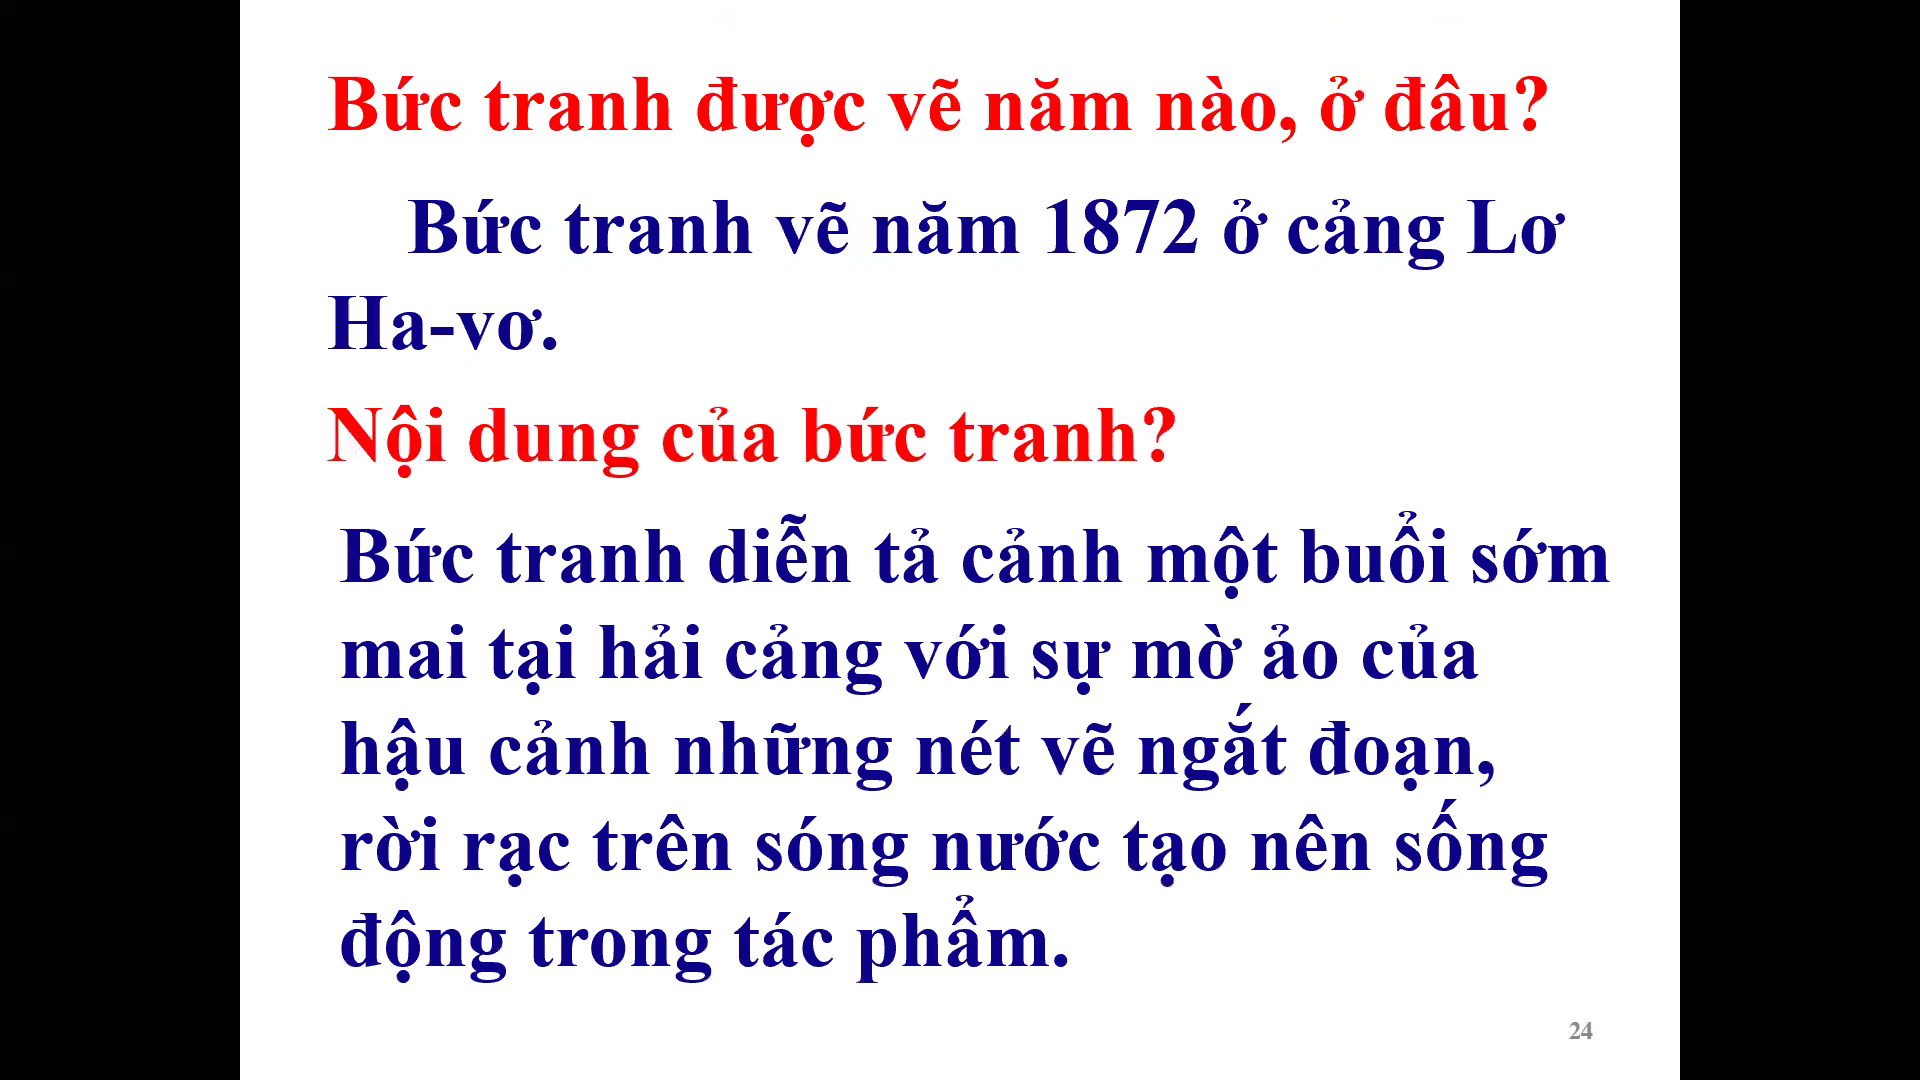 Bức tranh được vẽ năm nào, ở đâu?
Bức tranh vẽ năm 1872 ở cảng Lơ
Ha-vơ.
Nội dung của bức tranh?
Bức tranh diễn tả cảnh một buổi sớm
mai tại hải cảng với sự mờ ảo của
hậu cảnh những nét vẽ ngắt đoạn,
rời rạc trên sóng nước tạo nên sống
động trong tác phẩm.
24